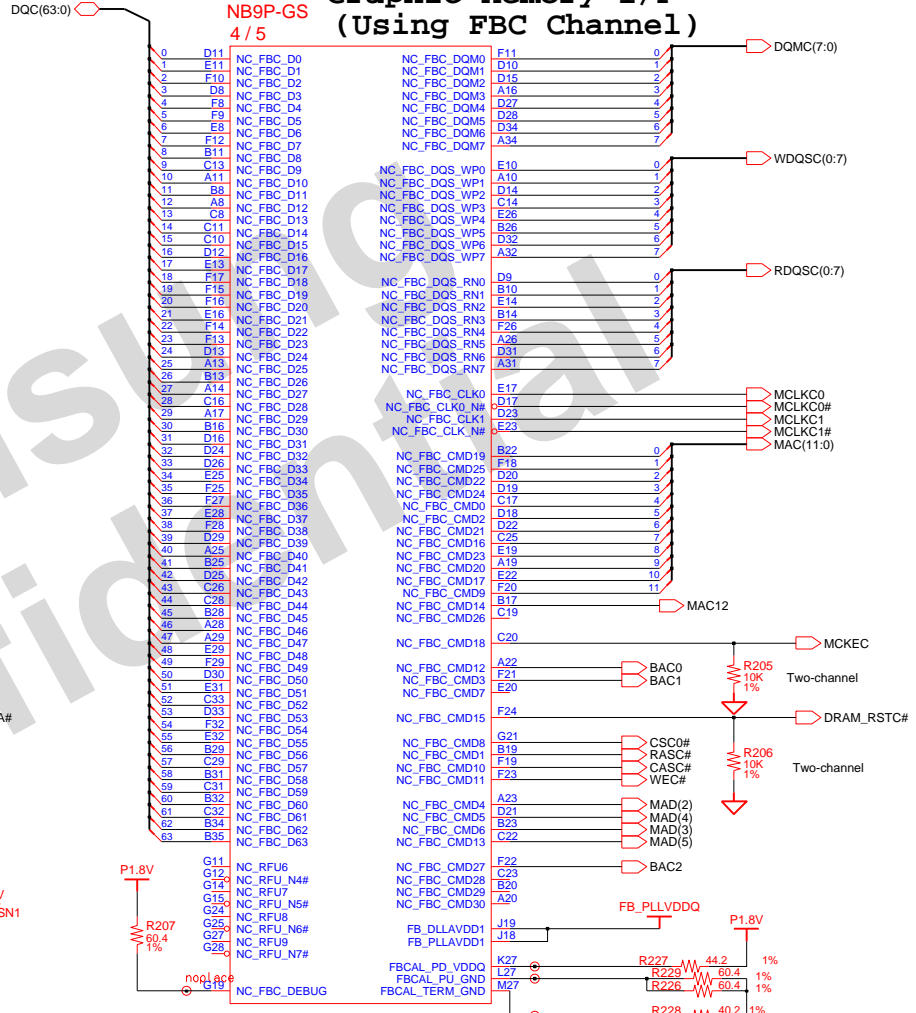 DQC(63:0)
NB9P-GS
4 / 5
(Using FBC Channel)
0 D11 NC_FBC_D0
1 E11 NC_FBC_D1
2 F10 NC_FBC_D2
3 D8 NC_FBC_D3
4 F8 NC_FBC_D4
5 F9 NC_FBC_D5
6 E8 NC_FBC_D6
7 F12 NC_FBC_D7
8 B11 NC_FBC_D8
9 C13 NC_FBC_D9
10 A11 NC_FBC_D10
11 B8 NC_FBC_D11
12 A8 NC_FBC_D12
13 C8 NC_FBC_D13
14 C11 NC_FBC_D14
15 C10 NC_FBC_D15
16 D12 NC_FBC_D16
17 E13 NC_FBC_D17
18 F17 NC_FBC_D18
19 F15 NC_FBC_D19
20 F16 NC_FBC_D20
21 E16 NC_FBC_D21
22 F14 NC_FBC_D22
23 F13 NC_FBC_D23
24 D13 NC_FBC_D24
25 A13 NC_FBC_D25
26 B13 NC_FBC_D26
27 A14 NC_FBC_D27
28 C16 NC_FBC_D28
29 A17 NC_FBC_D29
30 B16 NC_FBC_D30
31 D16 NC_FBC_D31
32 D24 NC_FBC_D32
33 D26 NC_FBC_D33
34 E25 NC_FBC_D34
35 F25 NC_FBC_D35
36 F27 NC_FBC_D36
37 E28 NC_FBC_D37
38 F28 NC_FBC_D38
39 D29 NC_FBC_D39
40 A25 NC_FBC_D40
41 B25 NC_FBC_D41
42 D25 NC_FBC_D42
43 C26 NC_FBC_D43
44 C28 NC_FBC_D44
45 B28 NC_FBC_D45
46 A28 NC_FBC_D46
47 A29 NC_FBC_D47
48 E29 NC_FBC_D48
49 F29 NC_FBC_D49
50 D30 NC_FBC_D50
51 E31 NC_FBC_D51
52 C33 NC_FBC_D52
53 D33 NC_FBC_D53
54 F32 NC_FBC_D54
55 E32 NC_FBC_D55
56 B29 NC_FBC_D56
57 C29 NC_FBC_D57
58 B31 NC_FBC_D58
59 C31 NC_FBC_D59
60 B32 NC_FBC_D60
61 C32 NC_FBC_D61
62 B34 NC_FBC_D62
63 B35 NC_FBC_D63
G11 NC_RFU6
G12 NC_RFU_N4#
G14 NC_RFU7
G15 NC_RFU_N5#
G24 NC_RFU8
G25 NC_RFU_N6#
G27 NC_RFU9
G28 NC_RFU_N7#
G19 NC_FBC_DEBUG
P1.8V
R207
60.4
1%
noplace
NC_FBC_DQM0 F11 0
NC_FBC_DQM1 D10 1
NC_FBC_DQM2 D15 2
NC_FBC_DQM3 A16 3
NC_FBC_DQM4 D27 4
NC_FBC_DQM5 D28 5
NC_FBC_DQM6 D34 6
NC_FBC_DQM7 A34 7
DQMC(7:0)
NC_FBC_DQS_WP0 E10 0
NC_FBC_DQS_WP1 A10 1
NC_FBC_DQS_WP2 D14 2
NC_FBC_DQS_WP3 C14 3
NC_FBC_DQS_WP4 E26 4
NC_FBC_DQS_WP5 B26 5
NC_FBC_DQS_WP6 D32 6
NC_FBC_DQS_WP7 A32 7
WDQSC(0:7)
NC_FBC_DQS_RN0 D9 0
NC_FBC_DQS_RN1 B10 1
NC_FBC_DQS_RN2 E14 2
NC_FBC_DQS_RN3 B14 3
NC_FBC_DQS_RN4 F26 4
NC_FBC_DQS_RN5 A26 5
NC_FBC_DQS_RN6 D31 6
NC_FBC_DQS_RN7 A31 7
RDQSC(0:7)
NC_FBC_CLK0 E17 MCLKC0
NC_FBC_CLK0_N# D17 MCLKC0#
NC_FBC_CLK1 D23 MCLKC1
NC_FBC_CLK_N# E23 MCLKC1#
MAC(11:0)
NC_FBC_CMD19 B22 0
NC_FBC_CMD25 F18 1
NC_FBC_CMD22 D20 2
NC_FBC_CMD24 D19 3
NC_FBC_CMD0 C17 4
NC_FBC_CMD2 D18 5
NC_FBC_CMD21 D22 6
NC_FBC_CMD16 C25 7
NC_FBC_CMD23 E19 8
NC_FBC_CMD20 A19 9
NC_FBC_CMD17 E22 10
NC_FBC_CMD9 F20 11
NC_FBC_CMD14 B17 MAC12
NC_FBC_CMD26 C19
NC_FBC_CMD18 C20 MCKEC
R205
10K
1%
Two-channel
NC_FBC_CMD12 A22 BAC0
NC_FBC_CMD3 F21 BAC1
NC_FBC_CMD7 E20
NC_FBC_CMD15 F24 DRAM_RSTC#
R206
10K
1%
Two-channel
NC_FBC_CMD8 G21 CSC0#
NC_FBC_CMD1 B19 RASC#
NC_FBC_CMD10 F19 CASC#
NC_FBC_CMD11 F23 WEC#
NC_FBC_CMD4 A23 MAD(2)
NC_FBC_CMD5 D21 MAD(4)
NC_FBC_CMD6 B23 MAD(3)
NC_FBC_CMD13 C22 MAD(5)
NC_FBC_CMD27 F22 BAC2
NC_FBC_CMD28 C23
NC_FBC_CMD29 B20
NC_FBC_CMD30 A20
FB_DLLAVDD1 J19
FB_PLLAVDD1 J18
FB_PLLVDDQ
P1.8V
FBCAL_PD_VDDQ K27 R227 44.2 1%
FBCAL_PU_GND L27 R229 60.4 1%
R226 60.4 1%
FBCAL_TERM_GND M27
R228 40.2 1%
A#
SN1